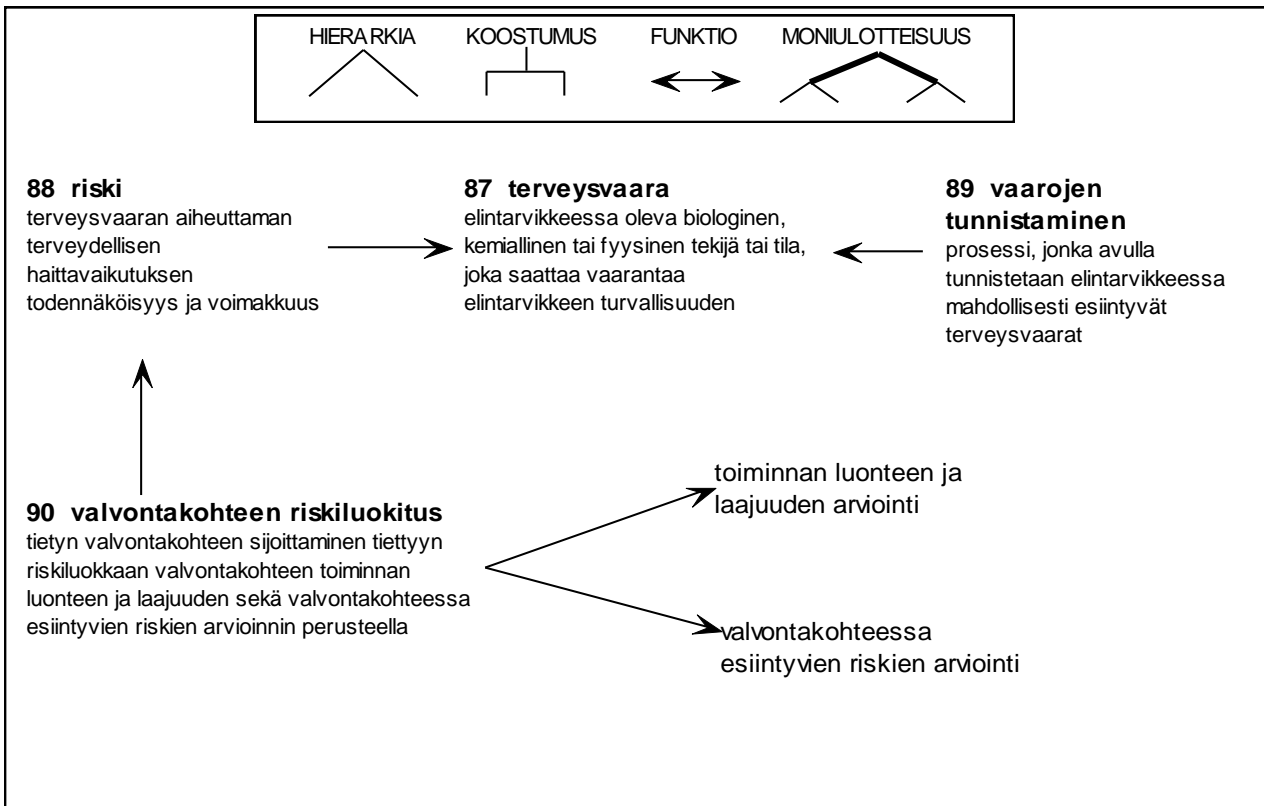 HIERARKIA KOOSTUMUS FUNKTIO MONIULOTTEISUUS
88 riski
terveysvaaran aiheuttaman
terveydellisen
haittavaikutuksen
todennäköisyys ja voimakkuus
87 terveysvaara
elintarvikkeessa oleva biologinen,
kemiallinen tai fyysinen tekijä tai tila,
joka saattaa vaarantaa
elintarvikkeen turvallisuuden
89 vaarojen
tunnistaminen
prosessi, jonka avulla
tunnistetaan elintarvikkeessa
mahdollisesti esiintyvät
terveysvaarat
90 valvontakohteen riskiluokitus
tietyn valvontakohteen sijoittaminen tiettyyn
riskiluokkaan valvontakohteen toiminnan
luonteen ja laajuuden sekä valvontakohteessa
esiintyvien riskien arvioinnin perusteella
toiminnan luonteen ja
laajuuden arviointi
valvontakohteessa
esiintyvien riskien arviointi